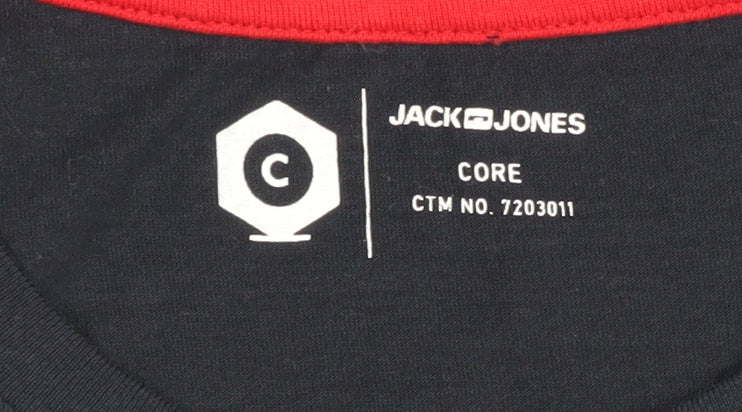 C
JACK JONES
CORE
CTM NO. 7203011